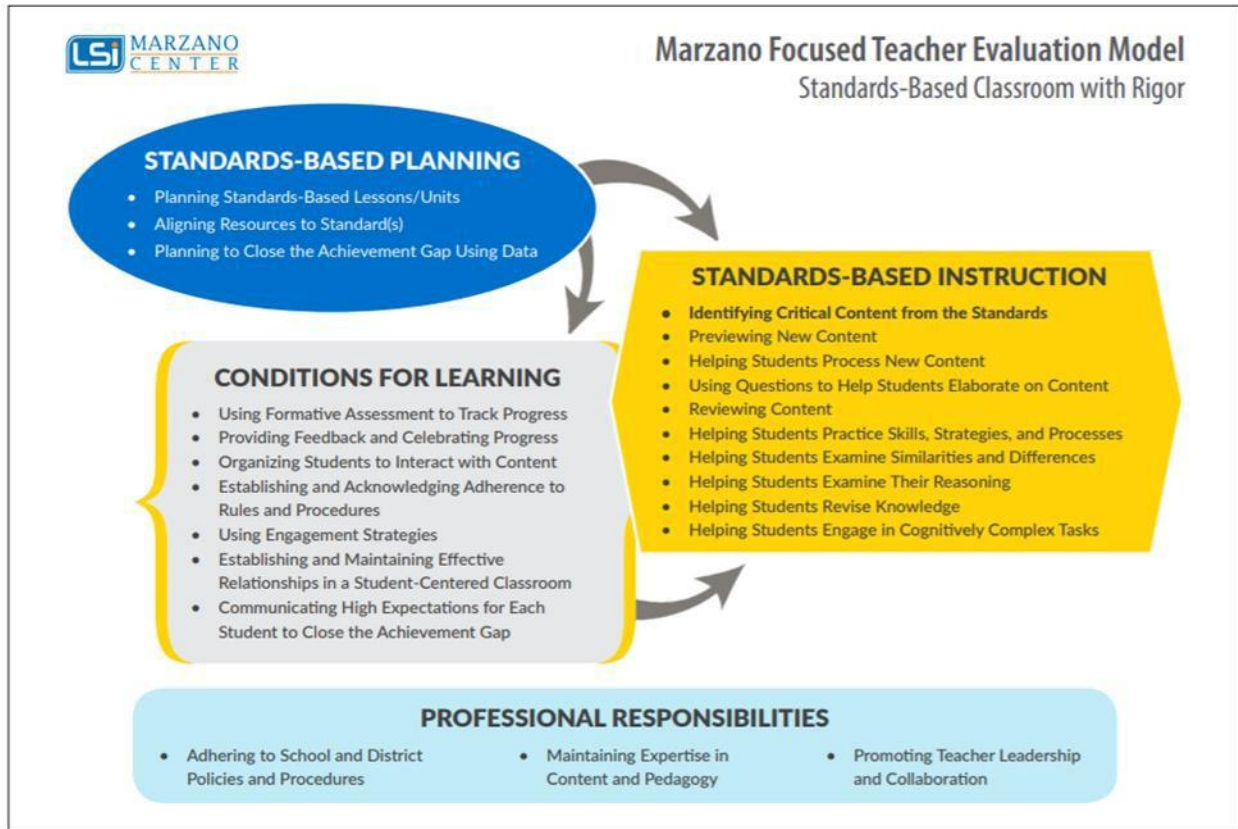 LSi MARZANO
CENTER
Marzano Focused Teacher Evaluation Model
Standards-Based Classroom with Rigor
STANDARDS-BASED PLANNING
• Planning Standards-Based Lessons/Units
• Aligning Resources to Standard(s)
• Planning to Close the Achievement Gap Using Data
STANDARDS-BASED INSTRUCTION
• Identifying Critical Content from the Standards
• Previewing New Content
• Helping Students Process New Content
• Using Questions to Help Students Elaborate on Content
• Reviewing Content
• Helping Students Practice Skills, Strategies, and Processes
• Helping Students Examine Similarities and Differences
• Helping Students Examine Their Reasoning
• Helping Students Revise Knowledge
• Helping Students Engage in Cognitively Complex Tasks
CONDITIONS FOR LEARNING
• Using Formative Assessment to Track Progress
• Providing Feedback and Celebrating Progress
• Organizing Students to Interact with Content
• Establishing and Acknowledging Adherence to
Rules and Procedures
• Using Engagement Strategies
• Establishing and Maintaining Effective
Relationships in a Student-Centered Classroom
• Communicating High Expectations for Each
Student to Close the Achievement Gap
PROFESSIONAL RESPONSIBILITIES
• Adhering to School and District
Policies and Procedures
• Maintaining Expertise in
Content and Pedagogy
• Promoting Teacher Leadership
and Collaboration